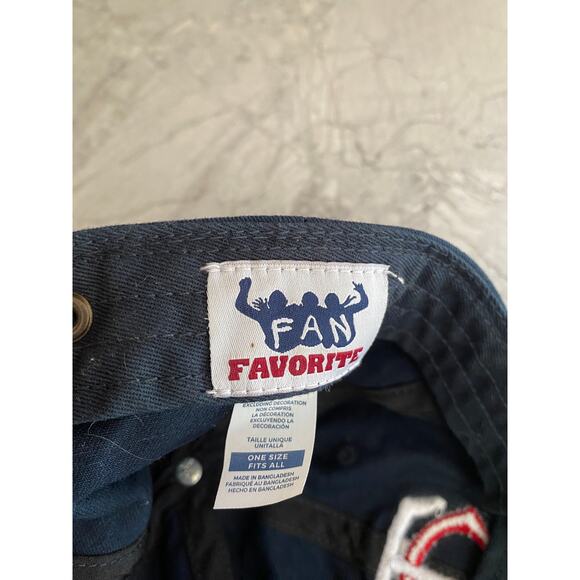 FAN
FAVORITE
EXCLUDING DECORATION
NON COMPRIS
LA DÉCORATION
EXCLUYENDO LA
DECORACIÓN
TAILLE UNIQUE
UNITALLA
ONE SIZE
FITS ALL
MADE IN BANGLADESH
FABRIQUÉ AU BANGLADESH
HECHO EN BANGLADESH